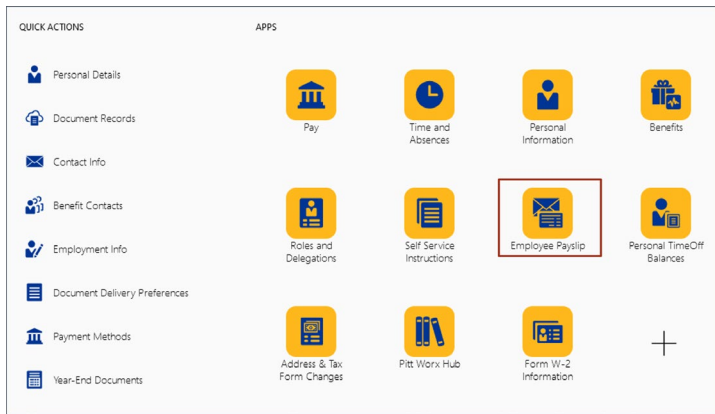 QUICK ACTIONS
Personal Details
Document Records
Contact Info
Benefit Contacts
Employment Info
Document Delivery Preferences
Payment Methods
Year-End Documents
APPS
Pay
Time and
Absences
Personal
Information
Benefits
Roles and
Delegations
Self Service
Instructions
Employee Payslip
Personal TimeOff
Balances
Address & Tax
Form Changes
Pitt Worx Hub
Form W-2
Information